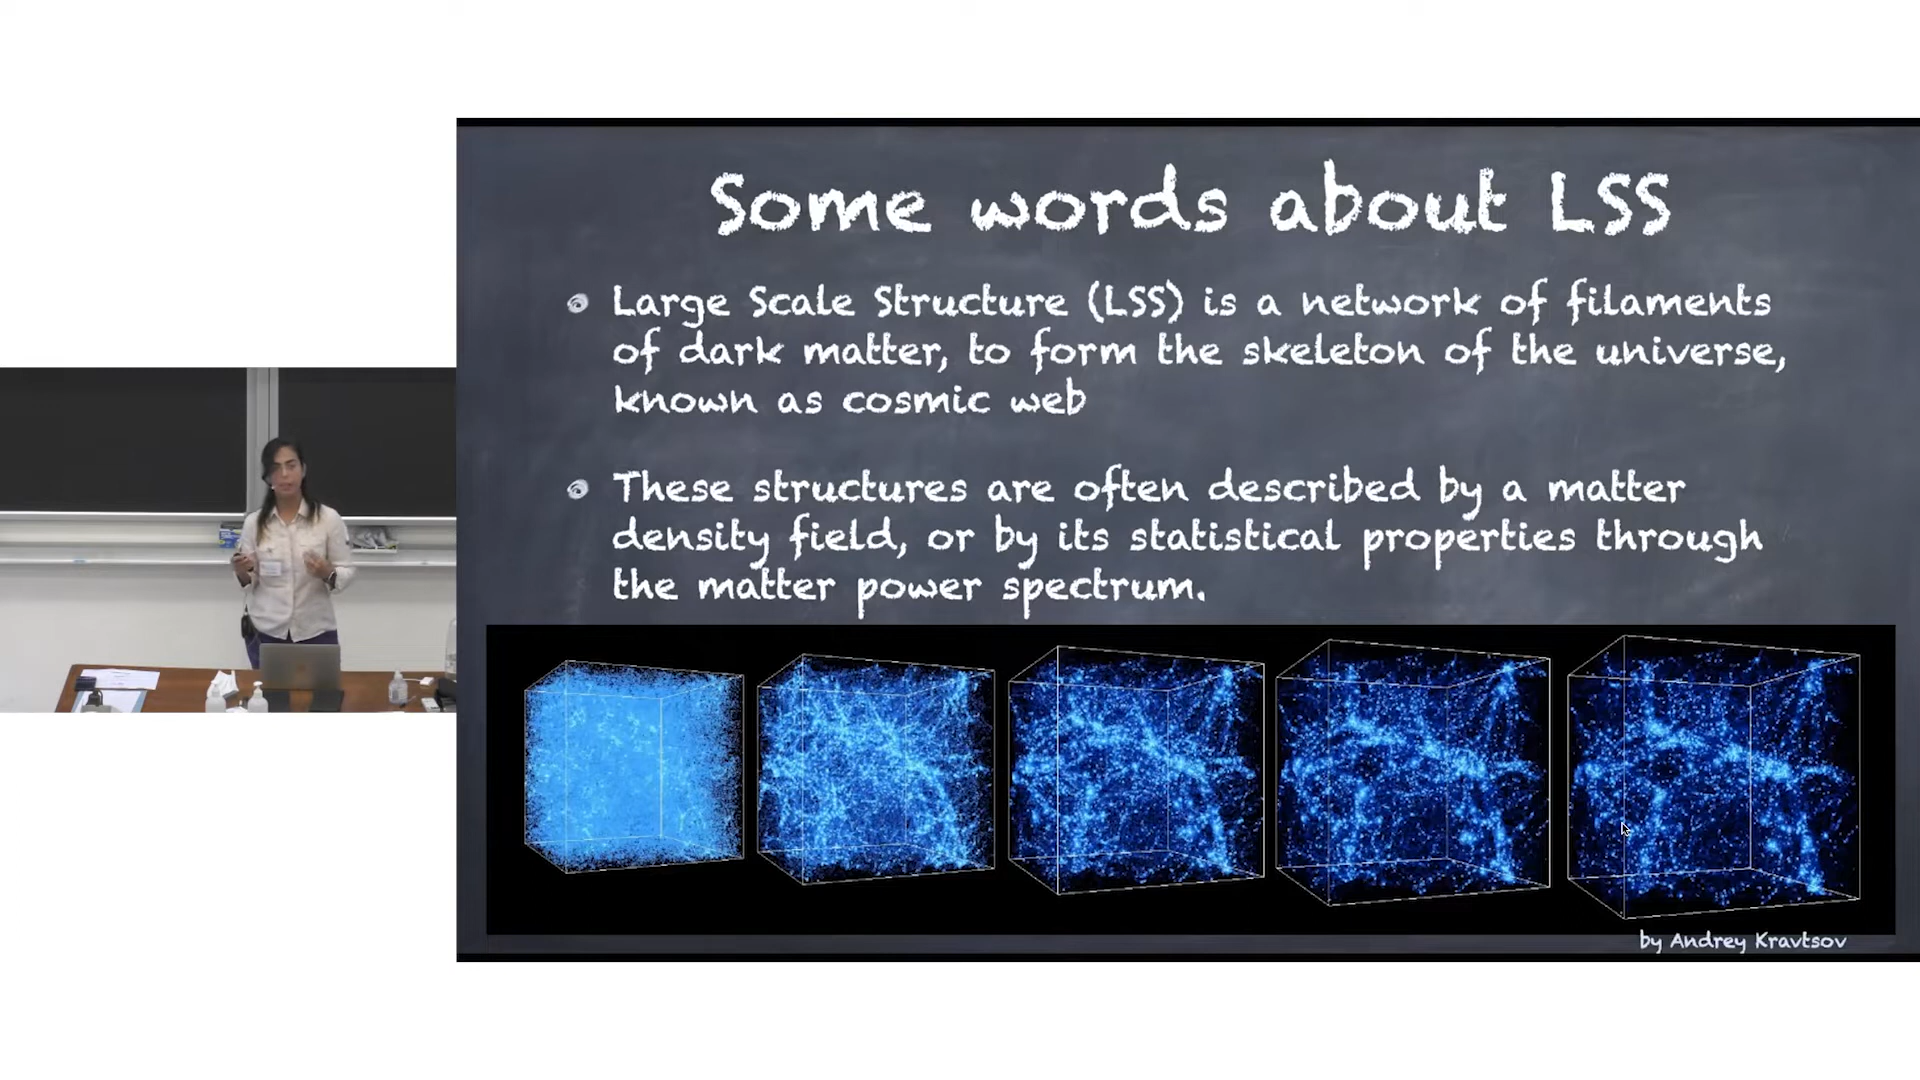 Some words about LSS
Large Scale Structure (LSS) is a network of filaments
of dark matter, to form the skeleton of the universe,
known as cosmic web
These structures are often described by a matter
density field, or by its statistical properties through
the matter power spectrum.
by Andrey Kravtsov